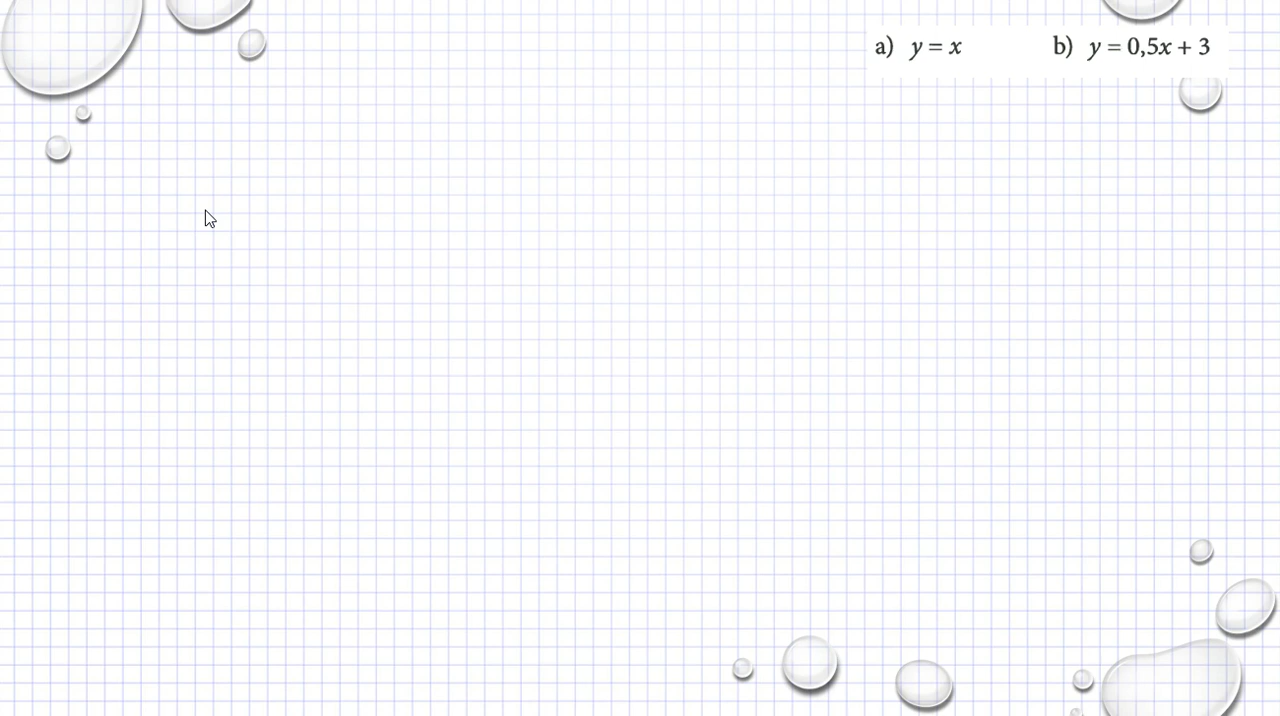 a) y = x b) y = 0,5x + 3